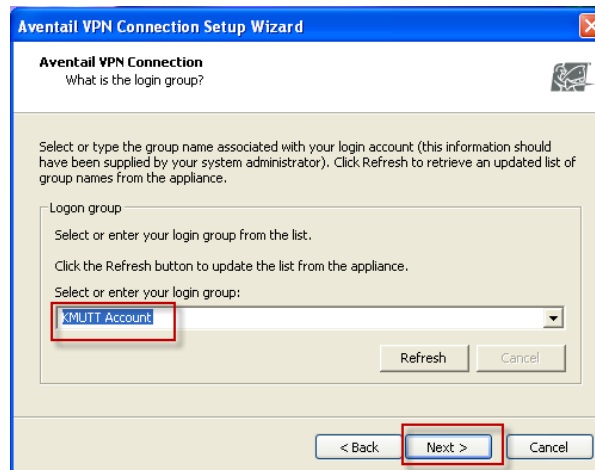 Aventail VPN Connection Setup Wizard
Aventail VPN Connection
What is the login group?
Select or type the group name associated with your login account (this information should
have been supplied by your system administrator). Click Refresh to retrieve an updated list of
group names from the appliance.
Logon group
Select or enter your login group from the list.
Click the Refresh button to update the list from the appliance.
Select or enter your login group:
KMUTT Account
Refresh
Cancel
< Back
Next >
Cancel